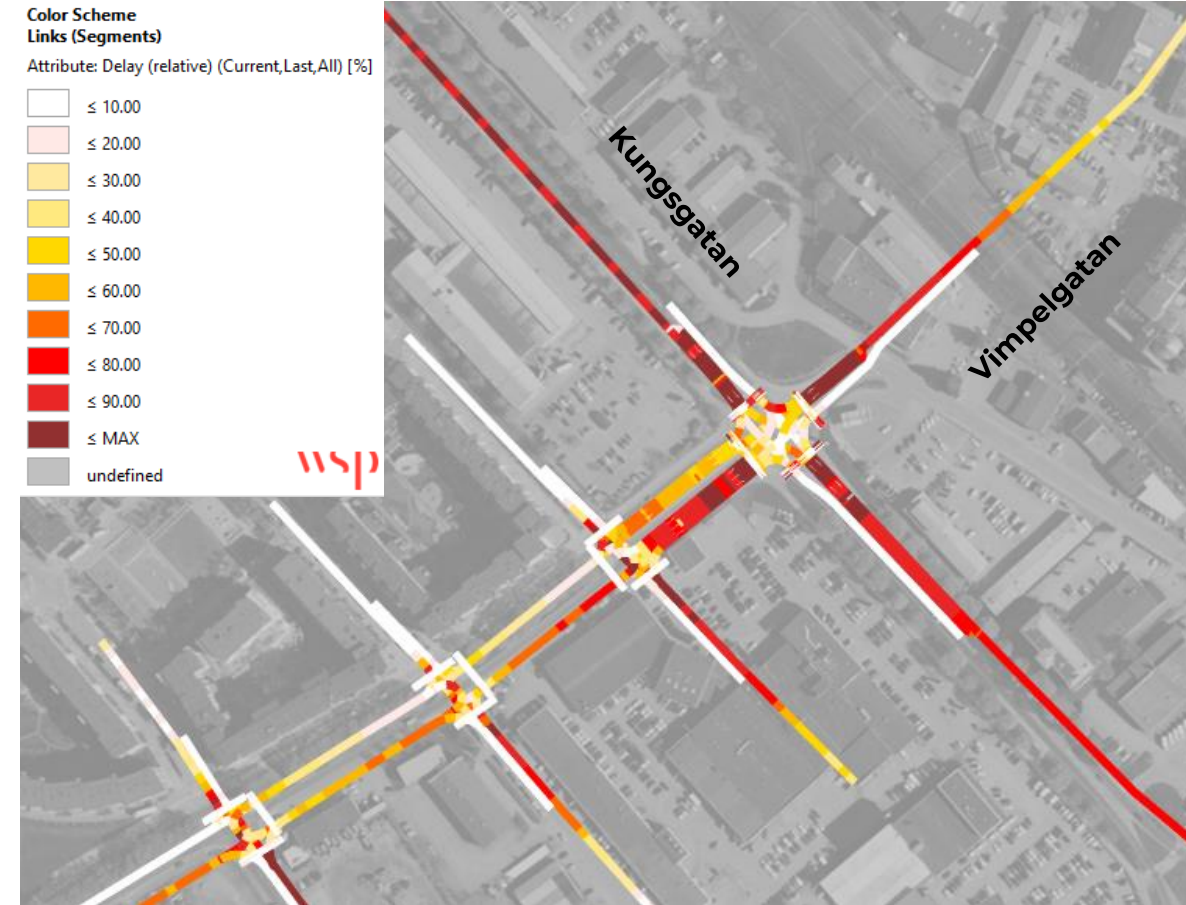 Color Scheme
Links (Segments)
Attribute: Delay (relative) (Current,Last,All) [%]
≤ 10.00
≤ 20.00
≤ 30.00
≤ 40.00
≤ 50.00
≤ 60.00
≤ 70.00
≤ 80.00
≤ 90.00
≤ MAX
undefined
wsp
Kungsgatan
Vimpelgatan